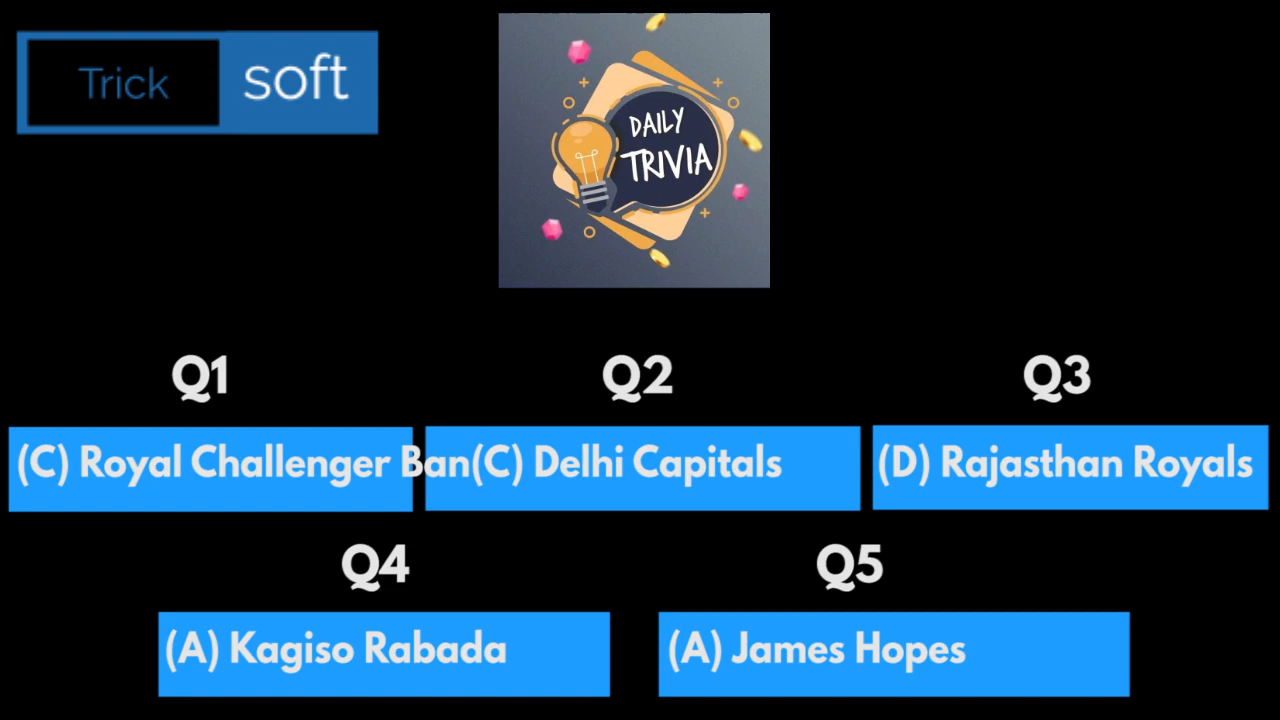 Trick soft
DAILY
TRIVIA
Q1
Q2
Q3
(C) Royal Challenger Ban
(C) Delhi Capitals
(D) Rajasthan Royals
Q4
Q5
(A) Kagiso Rabada
(A) James Hopes